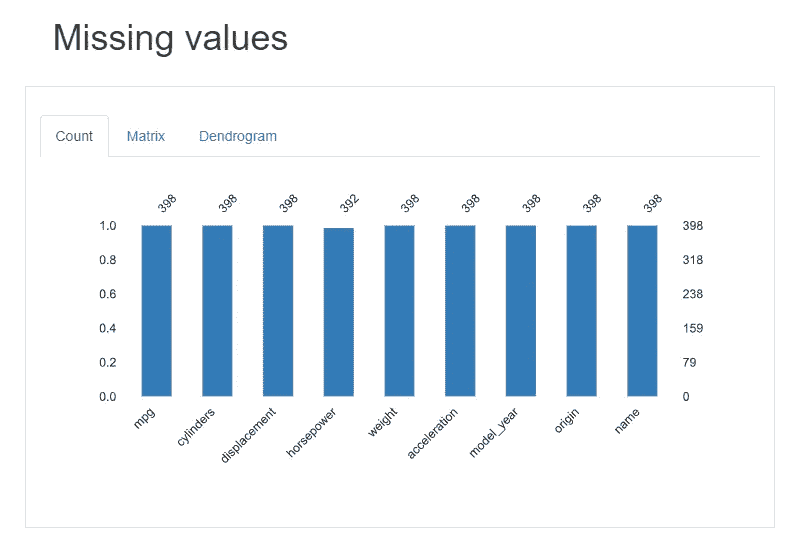 Missing values
Count Matrix Dendrogram
398 398 398 392 398 398 398 398 398
1.0 398
0.8 318
0.6 238
0.4 159
0.2 79
0.0 0
mpg cylinders displacement horsepower weight acceleration model_year origin name